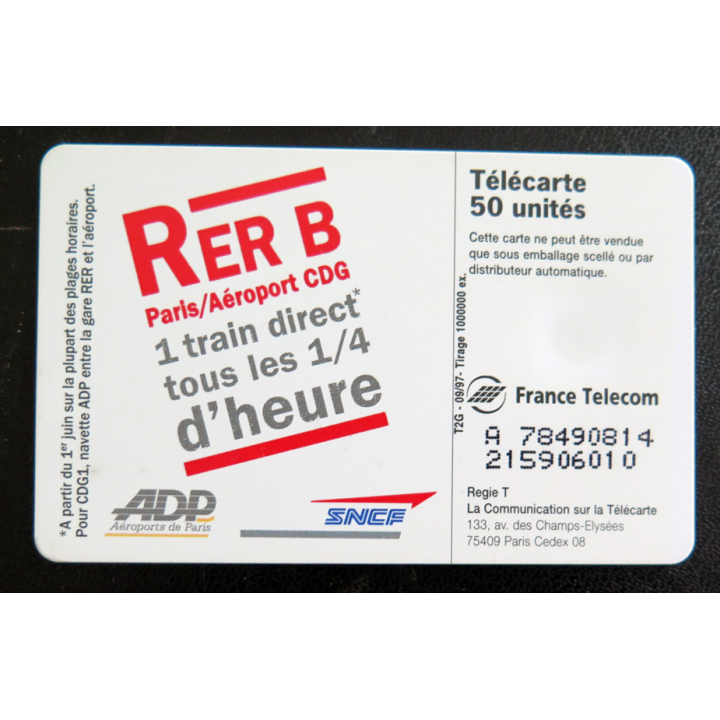 *A partir du 1er juin sur la plupart des plages horaires.
Pour CDG1, navette ADP entre la gare RER et l'aéroport.
RER B
Paris/Aéroport CDG
1 train direct*
tous les 1/4
d'heure
ADP
Aéroports de Paris
SNCF
T2G - 09/97- Tirage 1000000 ex.
Télécarte
50 unités
Cette carte ne peut être vendue
que sous emballage scellé ou par
distributeur automatique.
France Telecom
A 78490814
215906010
Regie T
La Communication sur la Télécarte
133, av. des Champs-Elysées
75409 Paris Cedex 08